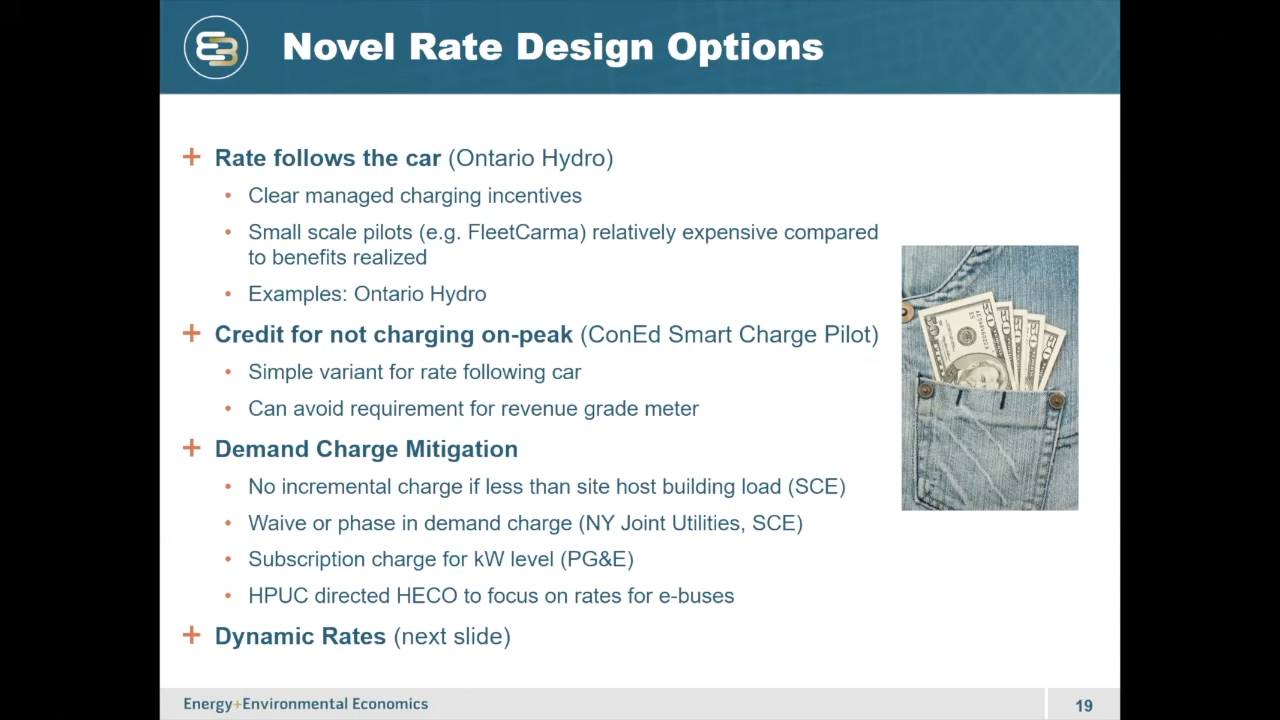 Novel Rate Design Options
+ Rate follows the car (Ontario Hydro)
• Clear managed charging incentives
• Small scale pilots (e.g. FleetCarma) relatively expensive compared
to benefits realized
• Examples: Ontario Hydro
+ Credit for not charging on-peak (ConEd Smart Charge Pilot)
• Simple variant for rate following car
• Can avoid requirement for revenue grade meter
+ Demand Charge Mitigation
• No incremental charge if less than site host building load (SCE)
• Waive or phase in demand charge (NY Joint Utilities, SCE)
• Subscription charge for kW level (PG&E)
• HPUC directed HECO to focus on rates for e-buses
+ Dynamic Rates (next slide)
50
50
Energy+Environmental Economics
19